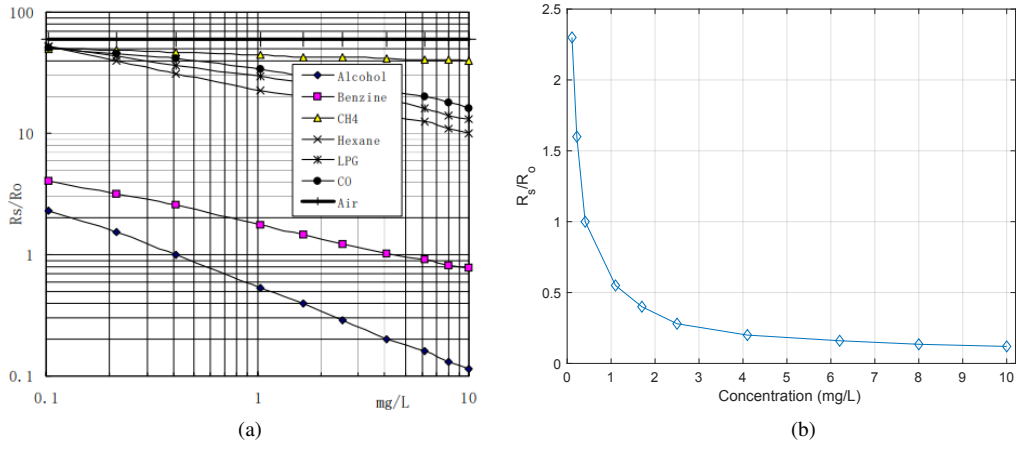 100
10
1
0.1
Rs/Ro
0.1
1
mg/L
10
Alcohol
Benzine
CH4
Hexane
LPG
CO
Air
(a)
2.5
2
1.5
1
0.5
0
R_s/R_o
0 1 2 3 4 5 6 7 8 9 10
Concentration (mg/L)
(b)